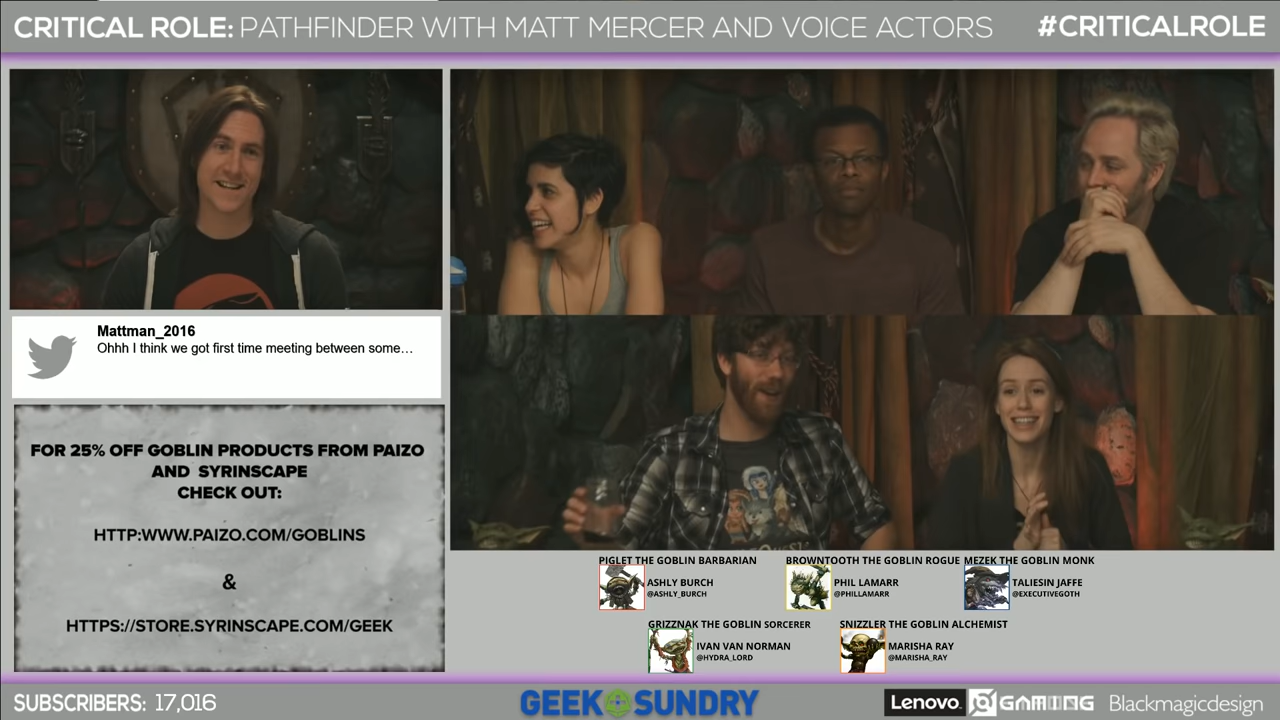 CRITICAL ROLE: PATHFINDER WITH MATT MERCER AND VOICE ACTORS
#CRITICALROLE
Mattman_2016
Ohhh I think we got first time meeting between some…
FOR 25% OFF GOBLIN PRODUCTS FROM PAIZO
AND SYRINSCAPE
CHECK OUT:
HTTP:WWW.PAIZO.COM/GOBLINS
&
HTTPS://STORE.SYRINSCAPE.COM/GEEK
PIGLET THE GOBLIN BARBARIAN
ASHLY BURCH
@ASHLY_BURCH
BROWNTOOTH THE GOBLIN ROGUE
PHIL LAMARR
@PHILLAMARR
MEZEK THE GOBLIN MONK
TALIESIN JAFFE
@EXECUTIVEGOTH
GRIZZNAK THE GOBLIN SORCERER
IVAN VAN NORMAN
@HYDRA_LORD
SNIZZLER THE GOBLIN ALCHEMIST
MARISHA RAY
@MARISHA_RAY
SUBSCRIBERS: 17,016
GEEK & SUNDRY
Lenovo
GAMING
Blackmagicdesign